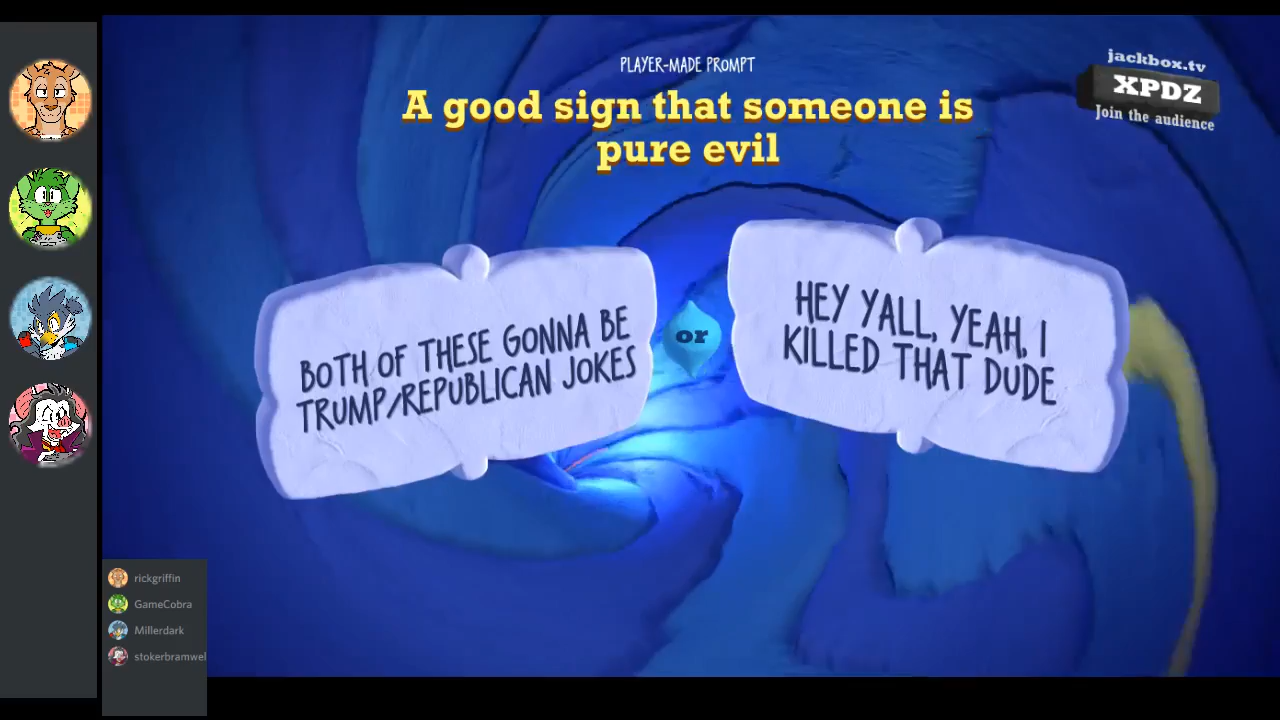 PLAYER-MADE PROMPT
A good sign that someone is
pure evil
jackbox.tv
XPDZ
Join the audience
BOTH OF THESE GONNA BE
TRUMP/REPUBLICAN JOKES
or
HEY YALL, YEAH, I
KILLED THAT DUDE
rickgriffin
GameCobra
Millerdark
stokerbramwel